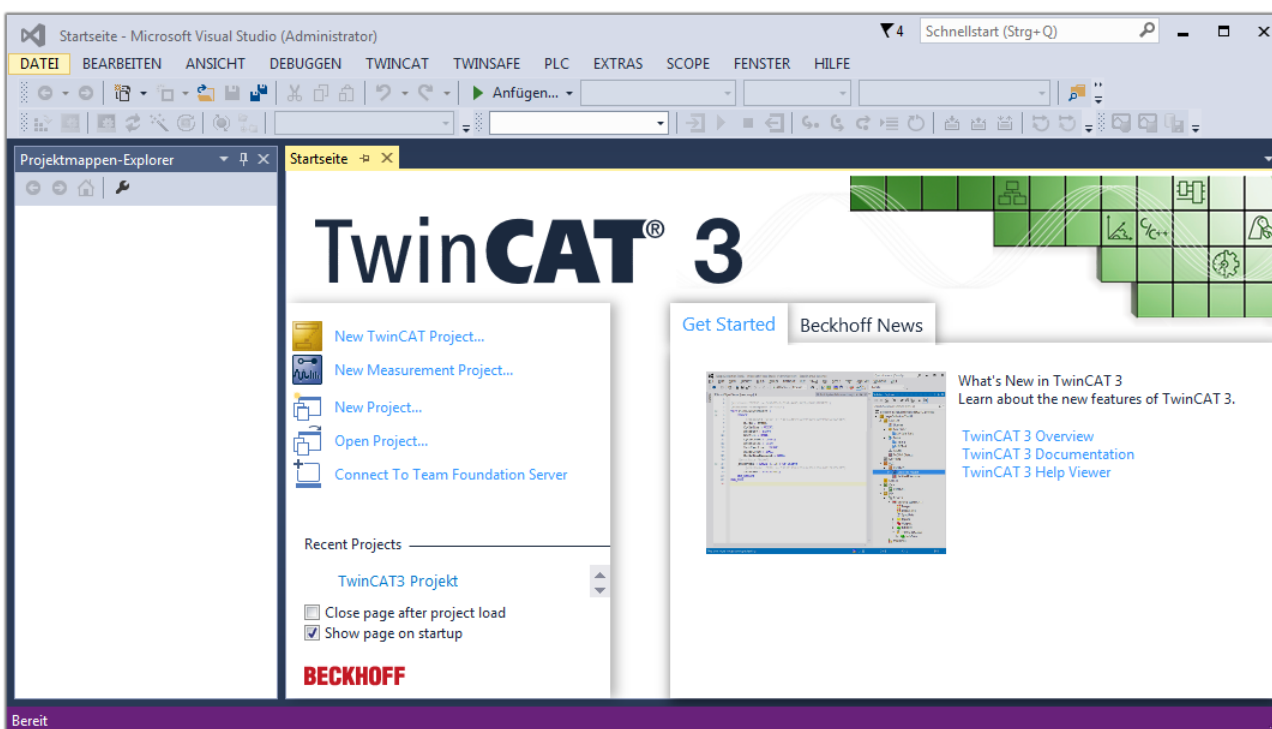 Startseite - Microsoft Visual Studio (Administrator)
4
Schnellstart (Strg+Q)
DATEI BEARBEITEN ANSICHT DEBUGGEN TWINCAT TWINSAFE PLC EXTRAS SCOPE FENSTER HILFE
Anfügen...
Projektmappen-Explorer
Startseite
TwinCAT® 3
C/C++
New TwinCAT Project...
New Measurement Project...
New Project...
Open Project...
Connect To Team Foundation Server
Recent Projects
TwinCAT3 Projekt
Close page after project load
Show page on startup
BECKHOFF
Get Started Beckhoff News
What's New in TwinCAT 3
Learn about the new features of TwinCAT 3.
TwinCAT 3 Overview
TwinCAT 3 Documentation
TwinCAT 3 Help Viewer
Bereit